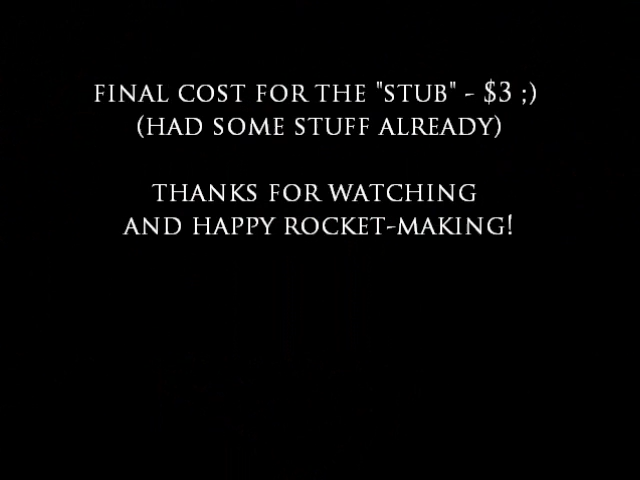 FINAL COST FOR THE "STUB" - $3 ;)
(HAD SOME STUFF ALREADY)
THANKS FOR WATCHING
AND HAPPY ROCKET-MAKING!